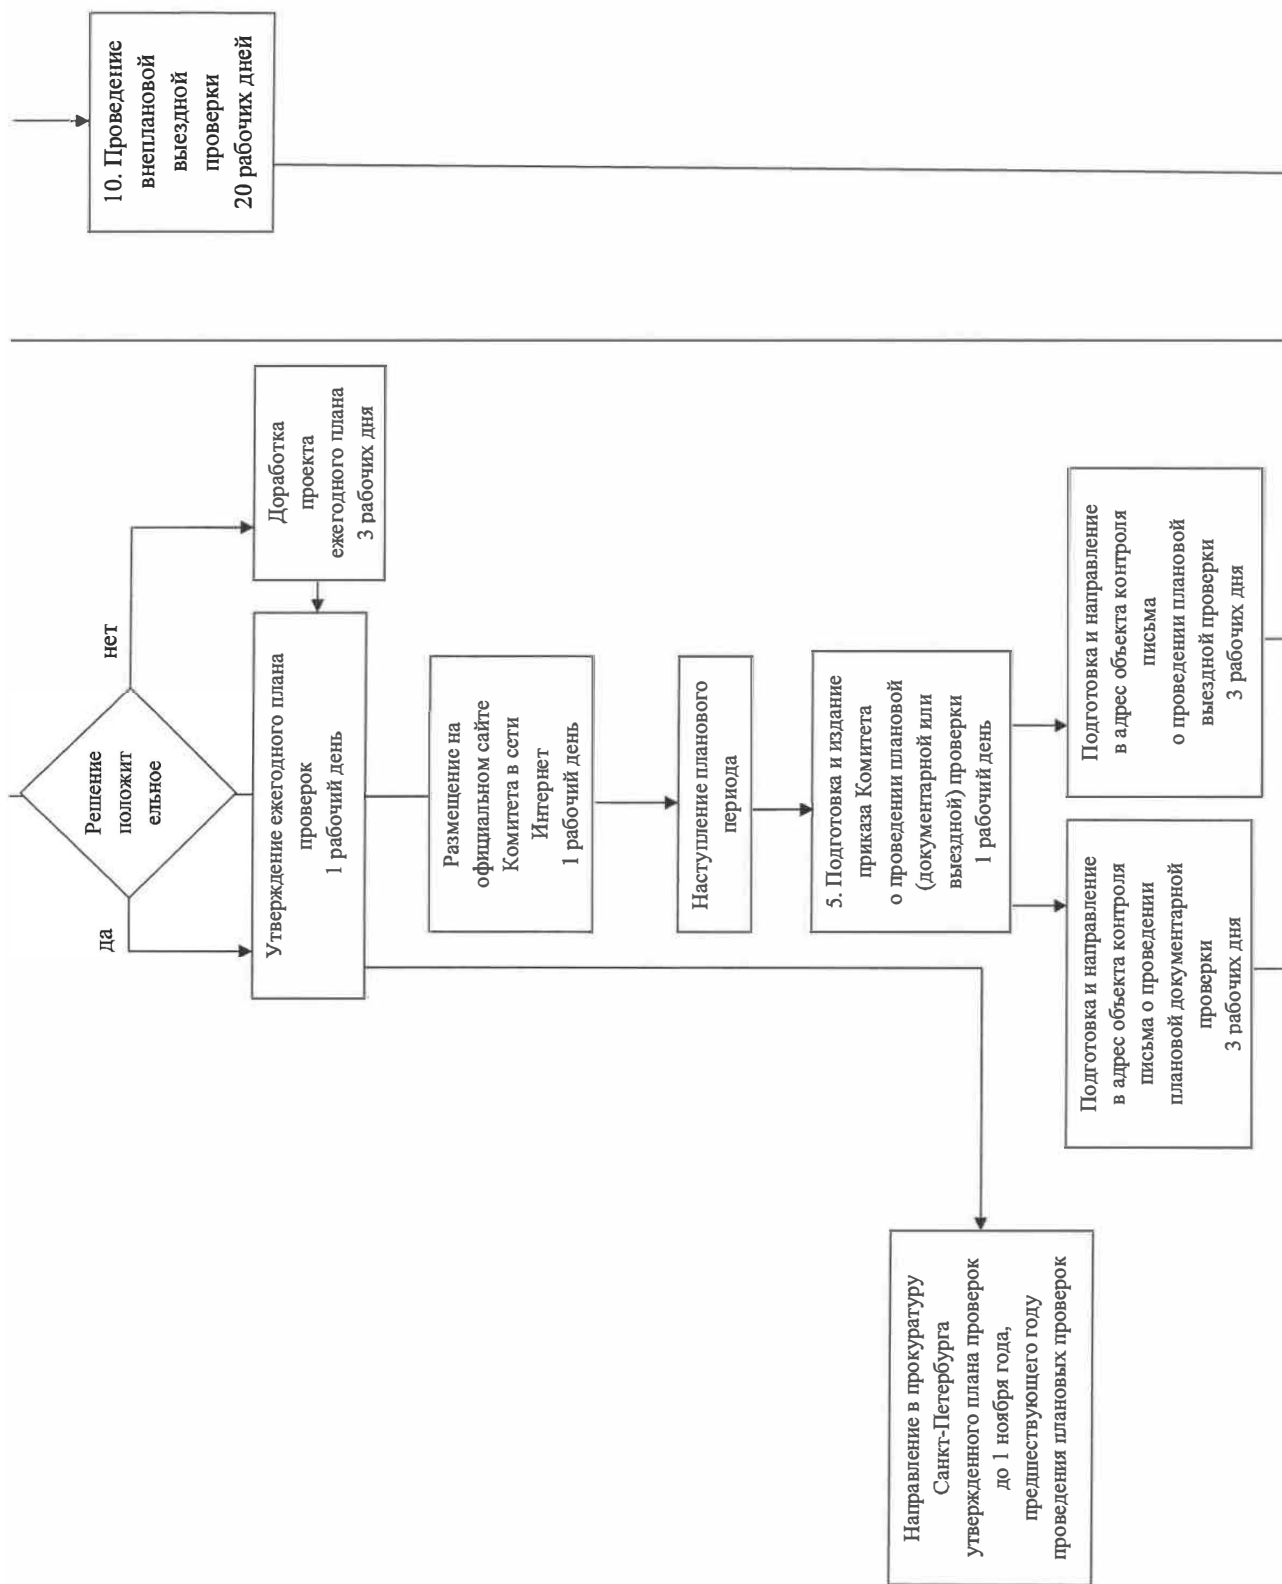 10. Проведение
внеплановой
выездной
проверки
20 рабочих дней
Решение
положит
ельное
да
нет
Доработка
проекта
ежегодного плана
3 рабочих дня
Утверждение ежегодного плана
проверок
1 рабочий день
Размещение на
официальном сайте
Комитета в сети
Интернет
1 рабочий день
Наступление планового
периода
5. Подготовка и издание
приказа Комитета
о проведении плановой
(документарной или
выездной) проверки
1 рабочий день
Подготовка и направление
в адрес объекта контроля
письма
о проведении плановой
выездной проверки
3 рабочих дня
Подготовка и направление
в адрес объекта контроля
письма о проведении
плановой документарной
проверки
3 рабочих дня
Направление в прокуратуру
Санкт-Петербурга
утвержденного плана проверок
до 1 ноября года,
предшествующего году
проведения плановых проверок